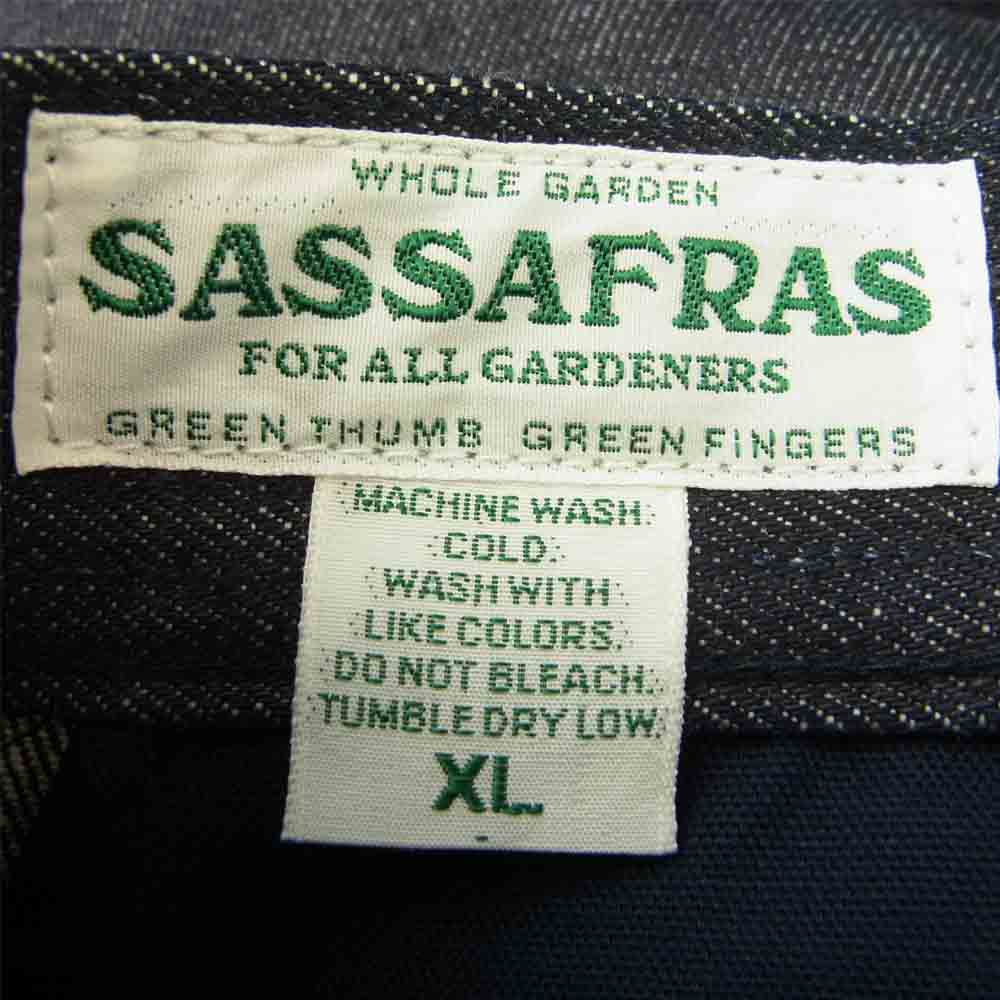 WHOLE GARDEN
SASSAFRAS
FOR ALL GARDENERS
GREEN THUMB GREEN FINGERS
MACHINE WASH
COLD.
WASH WITH
LIKE COLORS.
DO NOT BLEACH.
TUMBLE DRY LOW.
XL